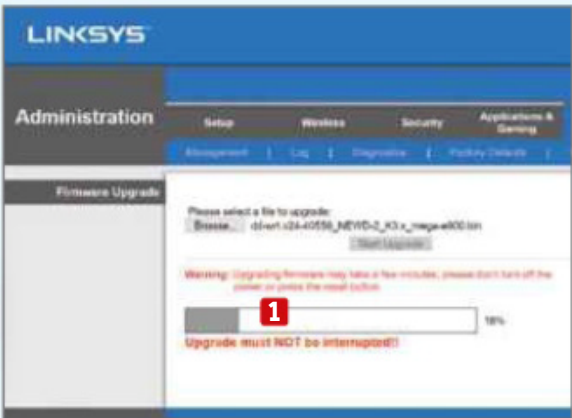 LINKSYS
Administration
Setup Wireless Security Applications & Gaming
Management | Log | Diagnostics | Factory Defaults |
Firmware Upgrade
Please select a file to upgrade:
Browse...
Start Upgrade
Warning: Upgrading firmware may take a few minutes, please don't turn off the
power or press the reset button.
1
18%
Upgrade must NOT be interrupted!!